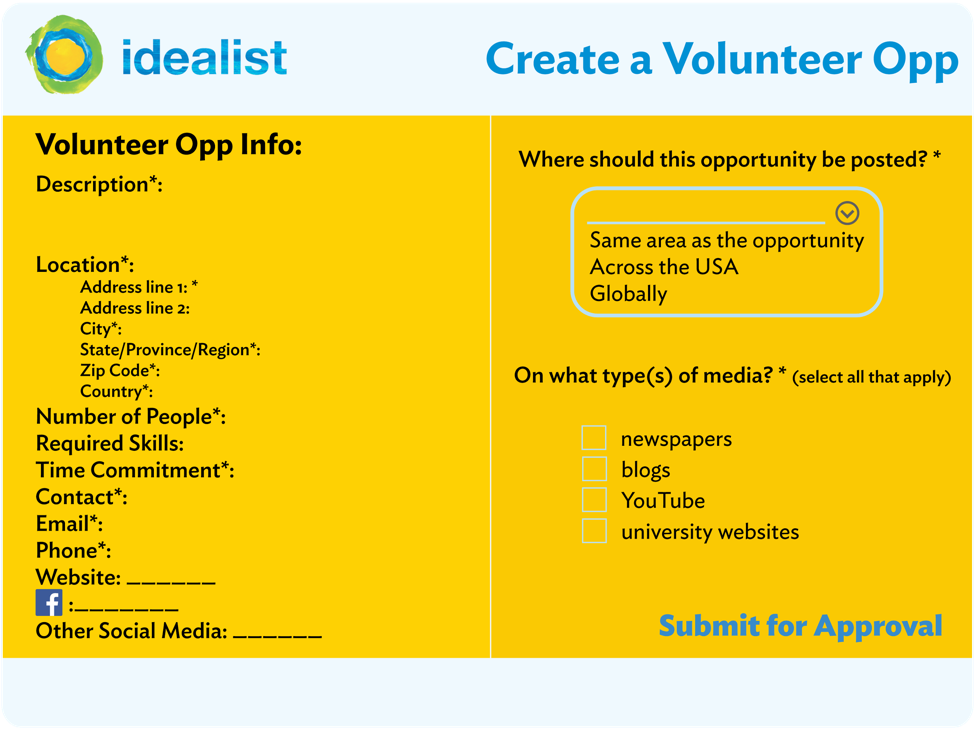 idealist
Create a Volunteer Opp
Volunteer Opp Info:
Description*:
Location*:
Address line 1: *
Address line 2:
City*:
State/Province/Region*:
Zip Code*:
Country*:
Number of People*:
Required Skills:
Time Commitment*:
Contact*:
Email*:
Phone*:
Website: ______
f :_______
Other Social Media: ______
Where should this opportunity be posted? *
Same area as the opportunity
Across the USA
Globally
On what type(s) of media? * (select all that apply)
newspapers
blogs
YouTube
university websites
Submit for Approval